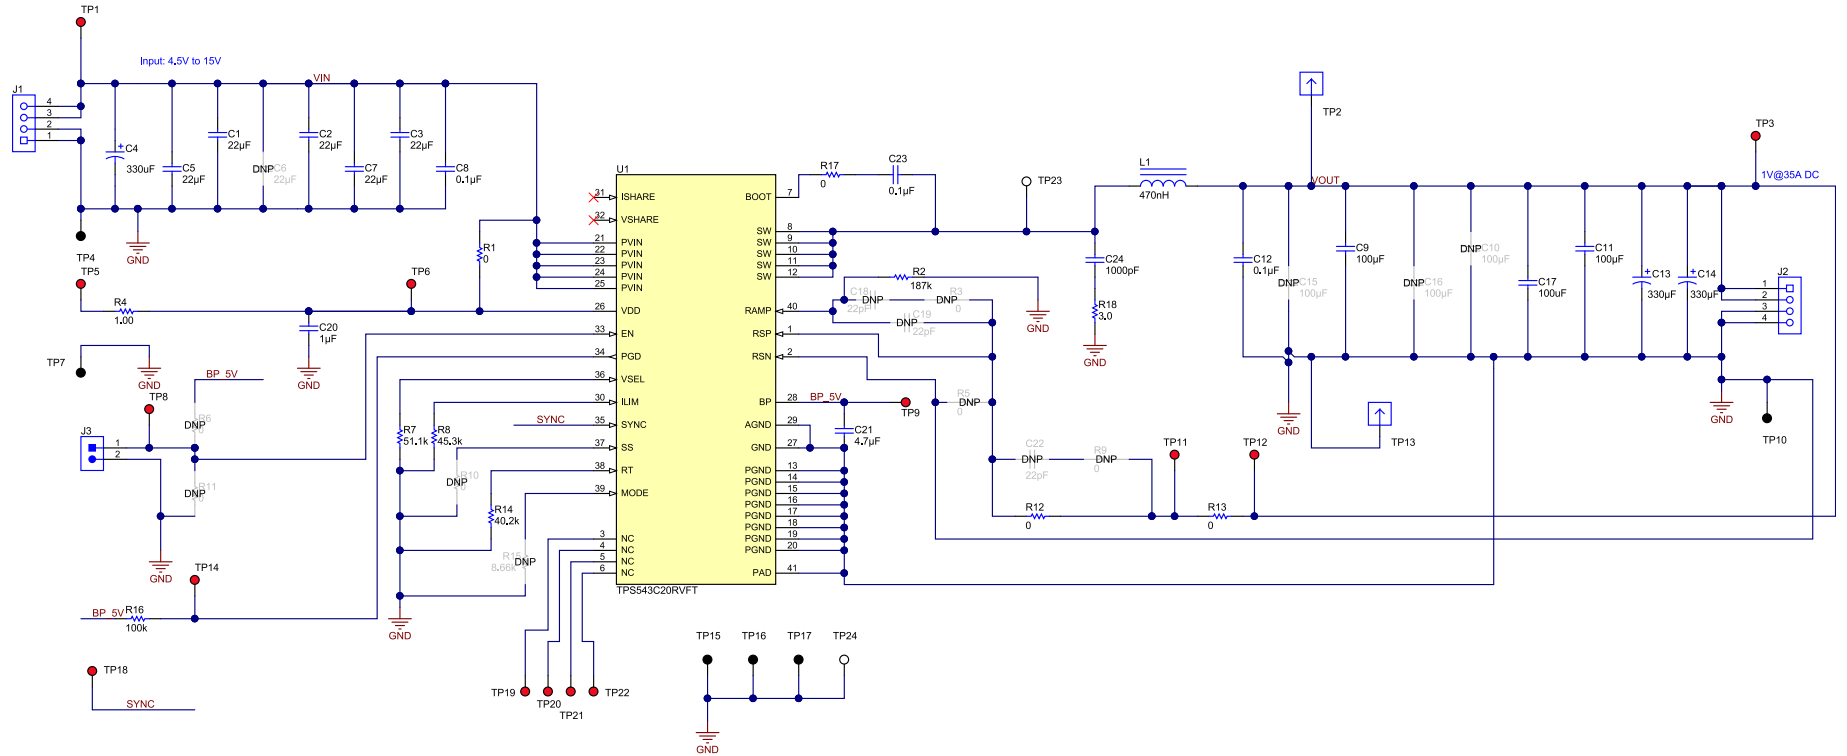 TP1
Input: 4.5V to 15V
VIN
J1
4
3
2
1
C4
330uF
C5
22µF
C1
22µF
DNP C6
22µF
C2
22µF
C7
22µF
C3
22µF
C8
0.1µF
GND
TP4
TP5
R4
1.00
TP6
R1
0
C20
1µF
GND
TP7
GND
BP_5V
TP8
R6
DNP
0
J3
1
2
R11
DNP
0
GND
TP14
BP_5V
R16
100k
TP18
SYNC
SYNC
R7
51.1k
R8
45.3k
R10
DNP
0
R14
40.2k
R15
DNP
8.66k
GND
TP19
TP20
TP21
TP22
U1
31 ISHARE
32 VSHARE
21 PVIN
22 PVIN
23 PVIN
24 PVIN
25 PVIN
26 VDD
33 EN
34 PGD
36 VSEL
30 ILIM
35 SYNC
37 SS
38 RT
39 MODE
3 NC
4 NC
5 NC
6 NC
BOOT 7
SW 8
SW 9
SW 10
SW 11
SW 12
RAMP 40
RSP 1
RSN 2
BP 28
AGND 29
GND 27
PGND 13
PGND 14
PGND 15
PGND 16
PGND 17
PGND 18
PGND 19
PGND 20
PAD 41
TPS543C20RVFT
R17
0
C23
0.1µF
TP23
R2
187k
GND
C18
DNP
22pF
R3
DNP
0
C19
DNP
22pF
C24
1000pF
R18
3.0
GND
R5
DNP
0
BP_5V
TP9
C21
4.7µF
C22
DNP
22pF
R9
DNP
0
R12
0
TP11
R13
0
TP12
L1
470nH
TP2
VOUT
TP3
1V@35A DC
C12
0.1µF
DNP C15
100µF
C9
100µF
DNP C16
100µF
DNP C10
100µF
C17
100uF
C11
100µF
C13
330µF
C14
330µF
J2
1
2
3
4
GND
TP13
GND
TP10
TP15
TP16
TP17
TP24
GND